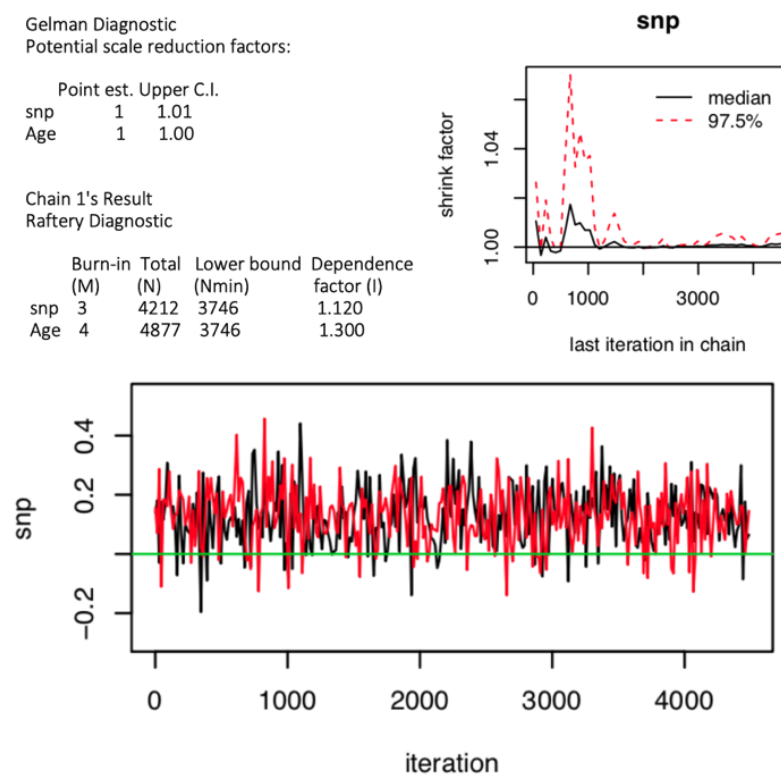 Gelman Diagnostic
Potential scale reduction factors:
Point est. Upper C.I.
snp 1 1.01
Age 1 1.00
Chain 1's Result
Raftery Diagnostic
Burn-in Total Lower bound Dependence
(M) (N) (Nmin) factor (I)
snp 3 4212 3746 1.120
Age 4 4877 3746 1.300
snp
median
97.5%
shrink factor
1.04
1.00
0 1000 3000
last iteration in chain
snp
0.4
0.2
−0.2
0 1000 2000 3000 4000
iteration